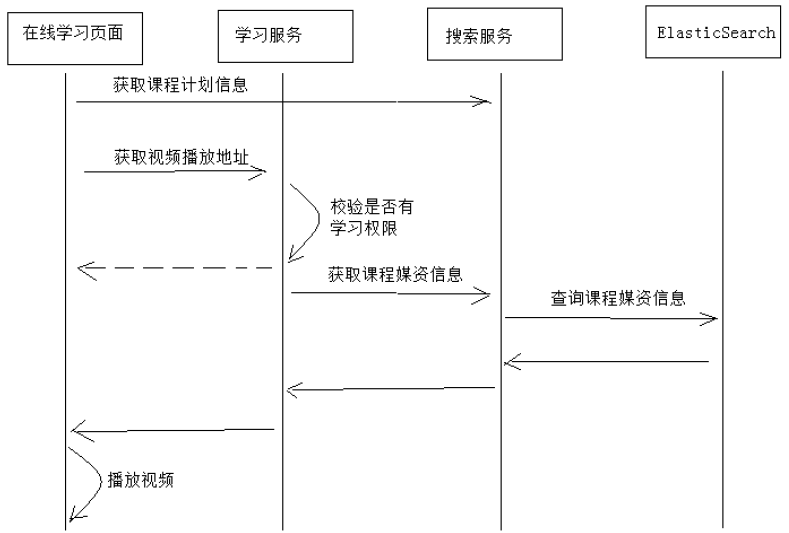 在线学习页面
学习服务
搜索服务
ElasticSearch
获取课程计划信息
获取视频播放地址
校验是否有
学习权限
获取课程媒资信息
查询课程媒资信息
播放视频